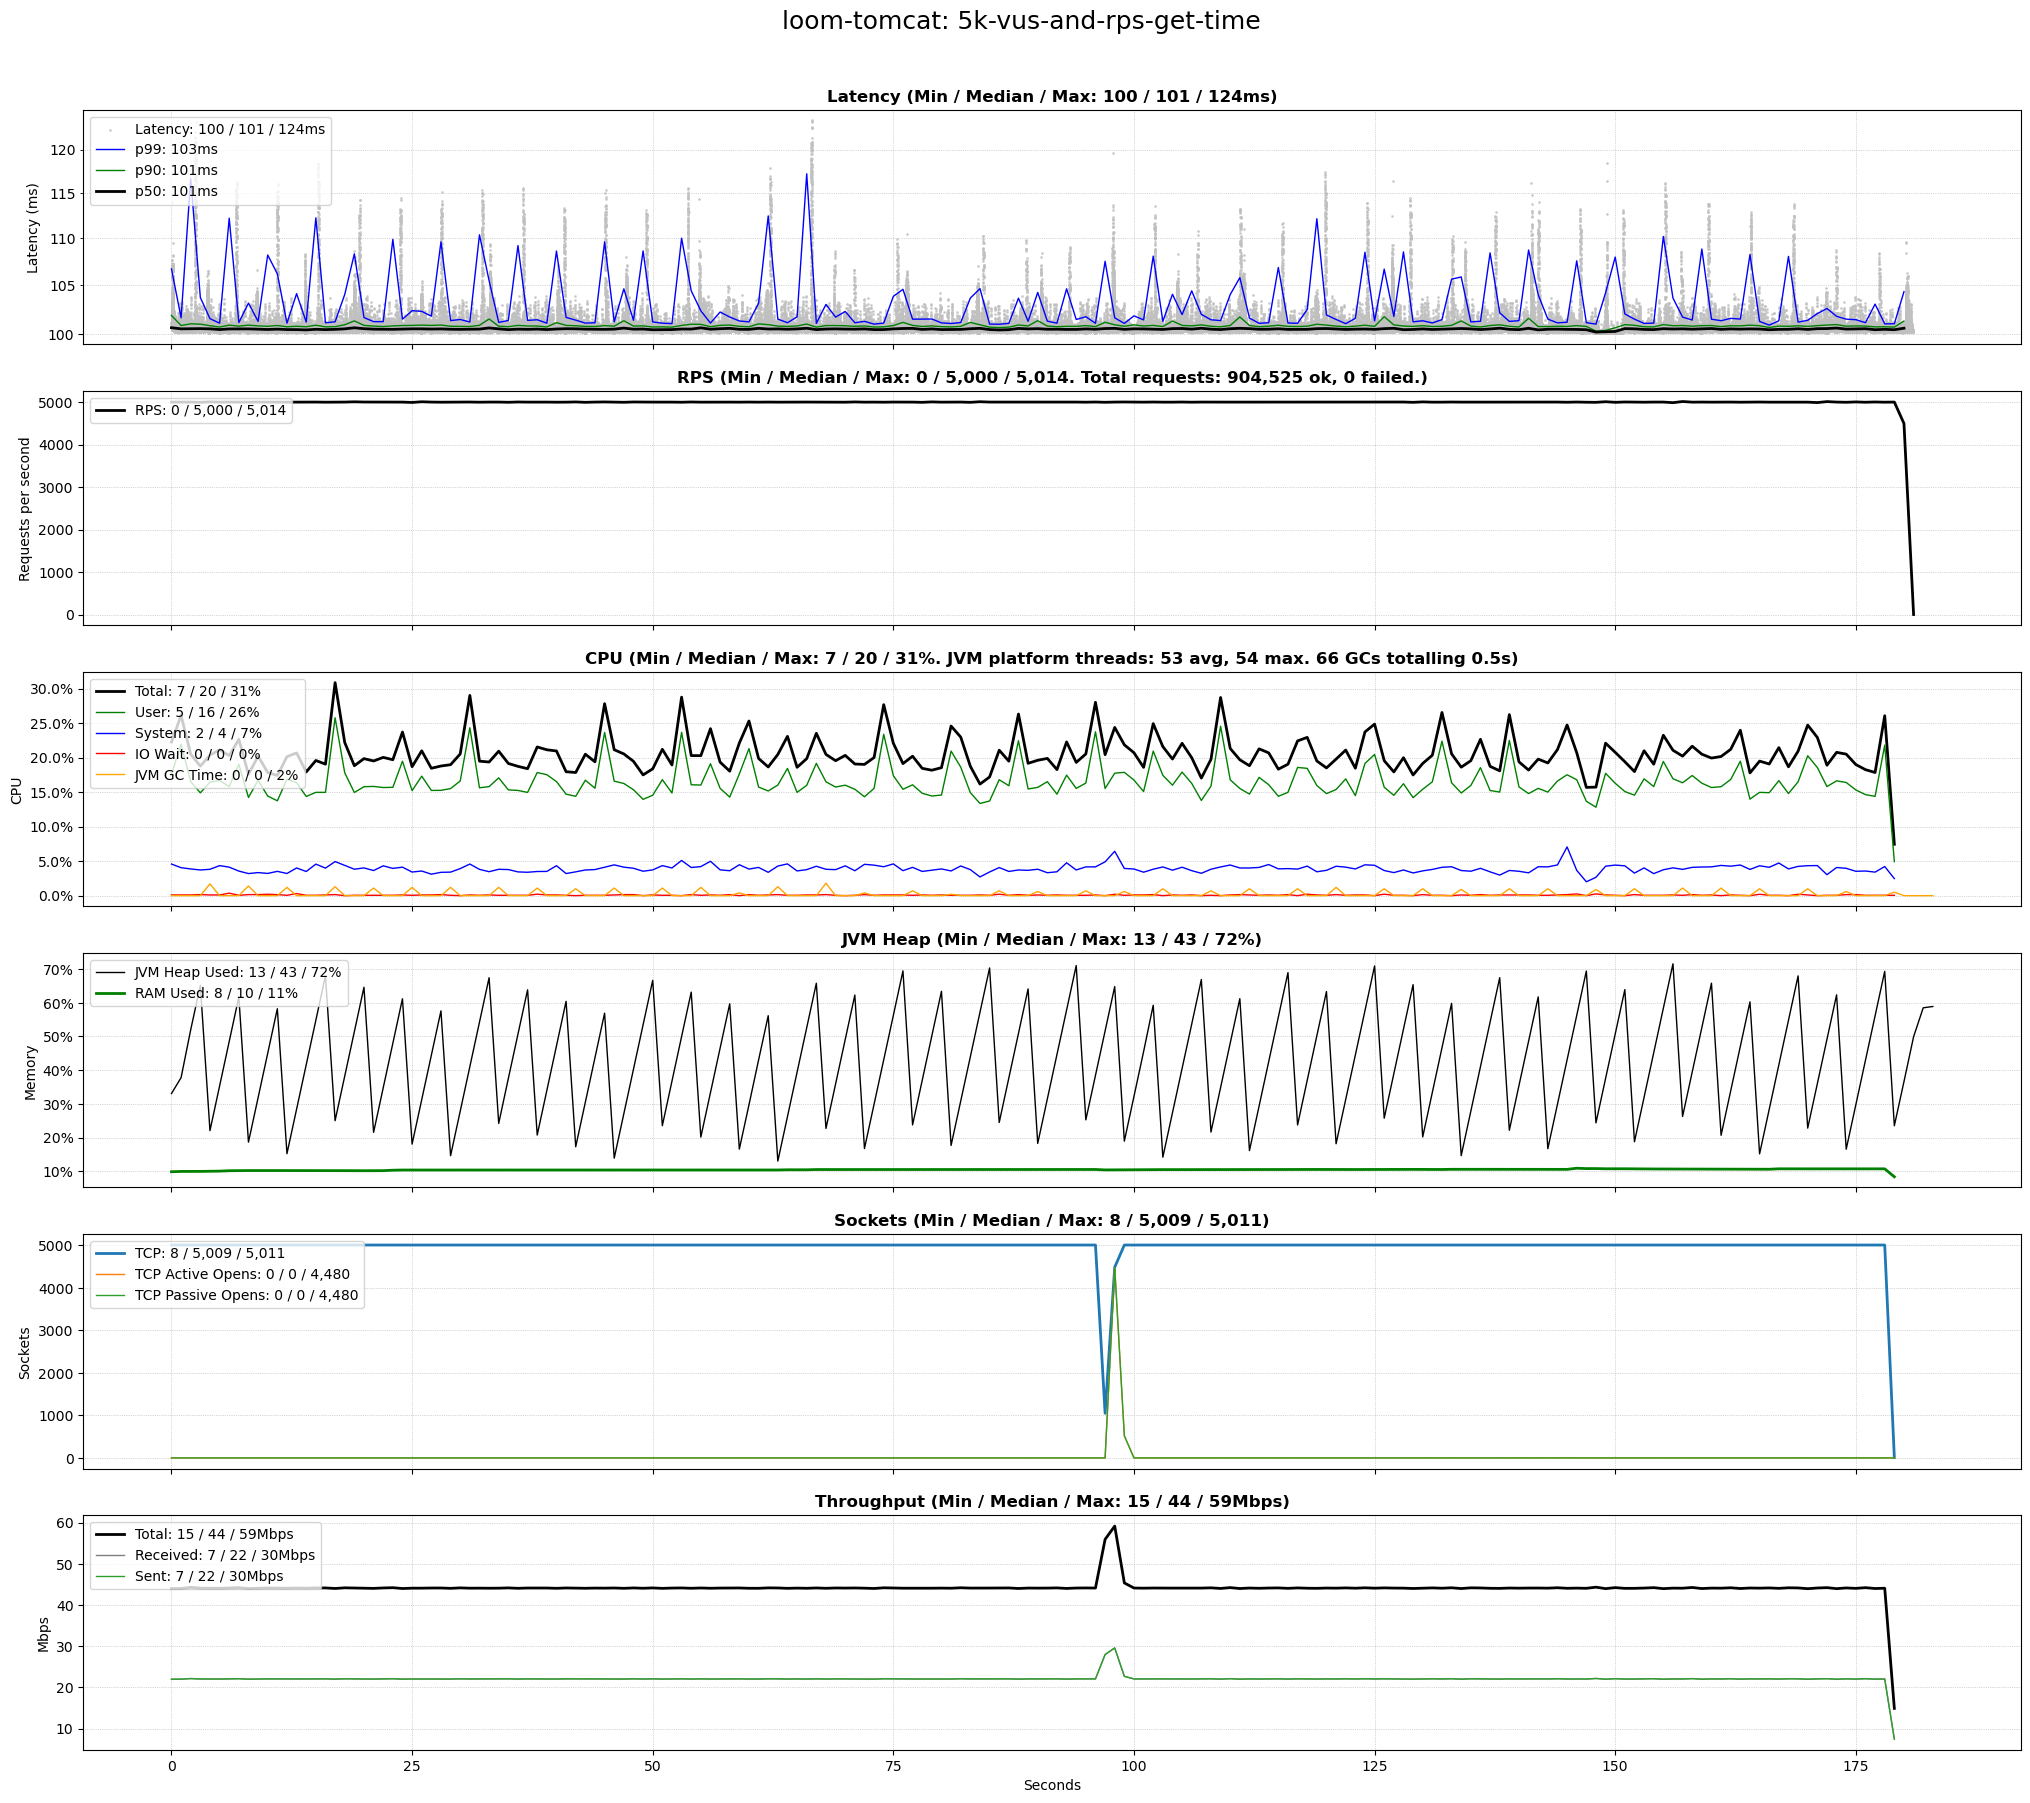 loom-tomcat: 5k-vus-and-rps-get-time
Latency (Min / Median / Max: 100 / 101 / 124ms)
Latency: 100 / 101 / 124ms
p99: 103ms
p90: 101ms
p50: 101ms
Latency (ms)
120
115
110
105
100
RPS (Min / Median / Max: 0 / 5,000 / 5,014. Total requests: 904,525 ok, 0 failed.)
RPS: 0 / 5,000 / 5,014
Requests per second
5000
4000
3000
2000
1000
0
CPU (Min / Median / Max: 7 / 20 / 31%. JVM platform threads: 53 avg, 54 max. 66 GCs totalling 0.5s)
Total: 7 / 20 / 31%
User: 5 / 16 / 26%
System: 2 / 4 / 7%
IO Wait: 0 / 0 / 0%
JVM GC Time: 0 / 0 / 2%
CPU
30.0%
25.0%
20.0%
15.0%
10.0%
5.0%
0.0%
JVM Heap (Min / Median / Max: 13 / 43 / 72%)
JVM Heap Used: 13 / 43 / 72%
RAM Used: 8 / 10 / 11%
Memory
70%
60%
50%
40%
30%
20%
10%
Sockets (Min / Median / Max: 8 / 5,009 / 5,011)
TCP: 8 / 5,009 / 5,011
TCP Active Opens: 0 / 0 / 4,480
TCP Passive Opens: 0 / 0 / 4,480
Sockets
5000
4000
3000
2000
1000
0
Throughput (Min / Median / Max: 15 / 44 / 59Mbps)
Total: 15 / 44 / 59Mbps
Received: 7 / 22 / 30Mbps
Sent: 7 / 22 / 30Mbps
Mbps
60
50
40
30
20
10
0 25 50 75 100 125 150 175
Seconds